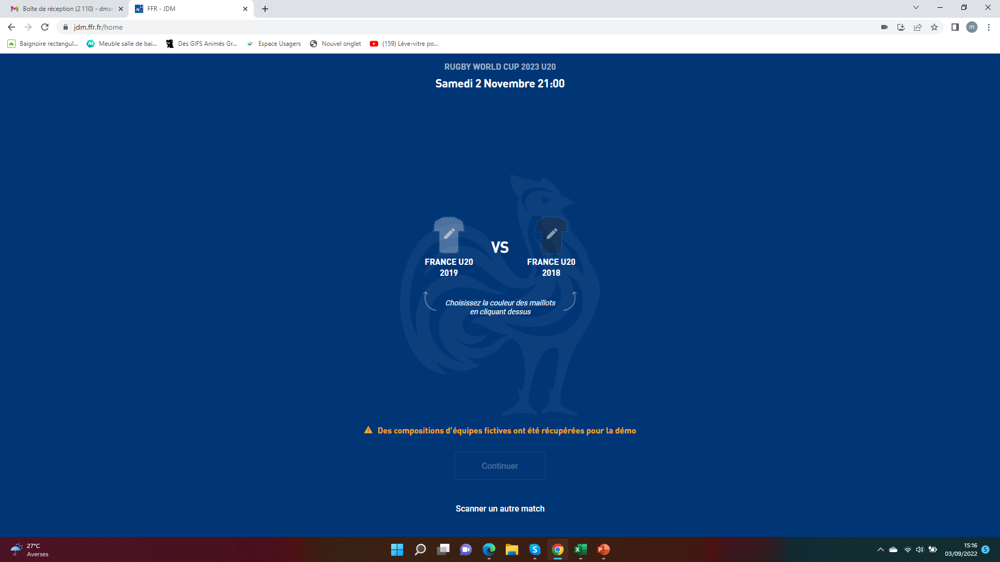 Boîte de réception (2 110) - dmar
FFR - JDM
jdm.ffr.fr/home
m
Baignoire rectangul...
Meuble salle de bai...
Des GIFS Animés Gr...
Espace Usagers
Nouvel onglet
(159) Lève-vitre po...
RUGBY WORLD CUP 2023 U20
Samedi 2 Novembre 21:00
VS
FRANCE U20
2019
FRANCE U20
2018
Choisissez la couleur des maillots
en cliquant dessus
Des compositions d'équipes fictives ont été récupérées pour la démo
Continuer
Scanner un autre match
27°C
Averses
15:16
03/09/2022
5